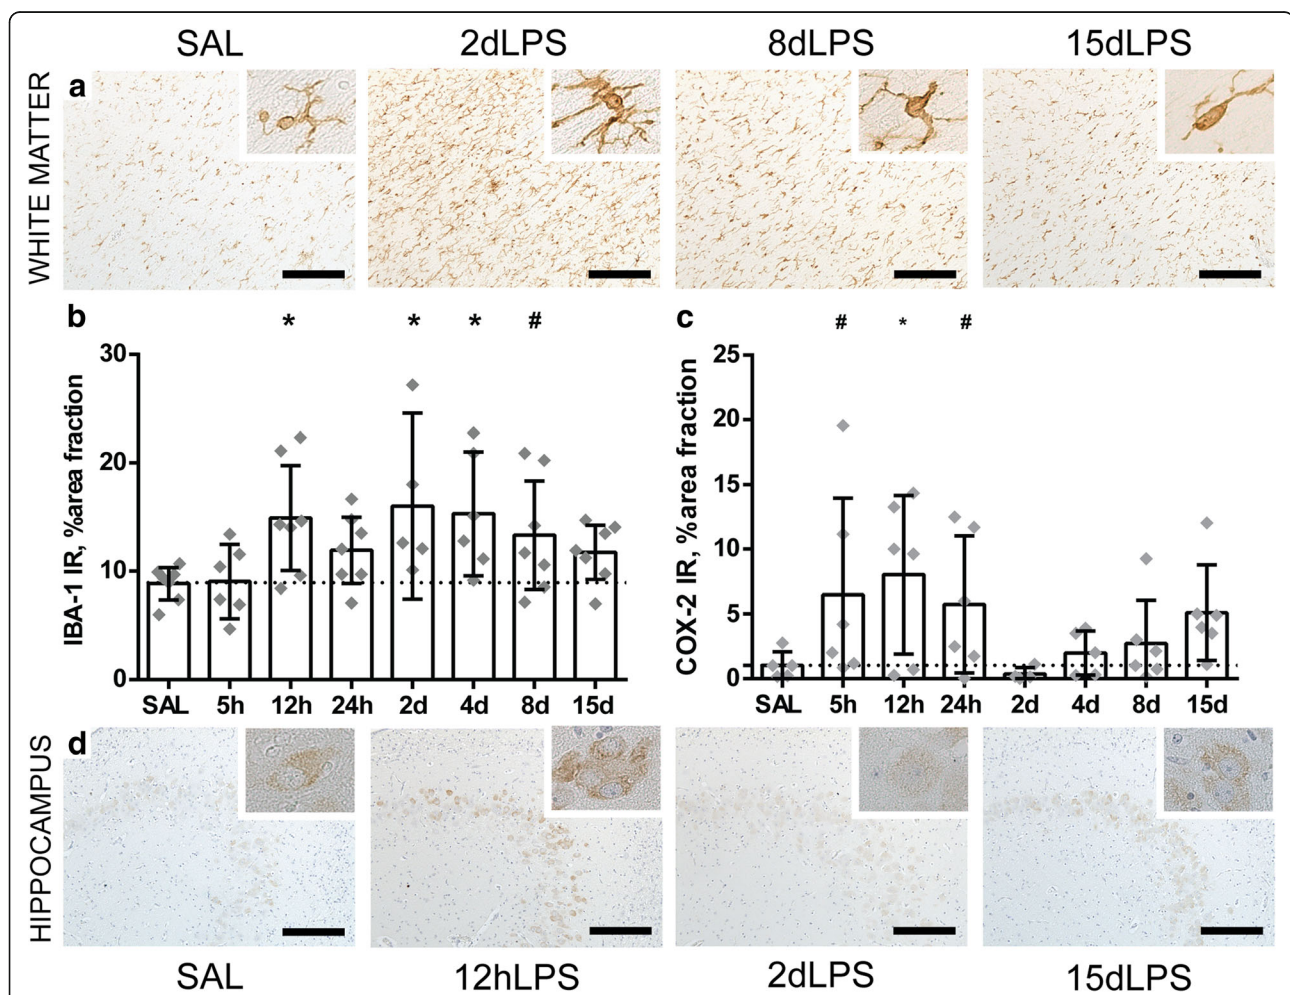 SAL 2dLPS 8dLPS 15dLPS
WHITE MATTER
a
b * * * #
IBA-1 IR, %area fraction
30
20
10
0
SAL 5h 12h 24h 2d 4d 8d 15d
c # * #
COX-2 IR, %area fraction
25
20
15
10
5
0
SAL 5h 12h 24h 2d 4d 8d 15d
d
HIPPOCAMPUS
SAL 12hLPS 2dLPS 15dLPS